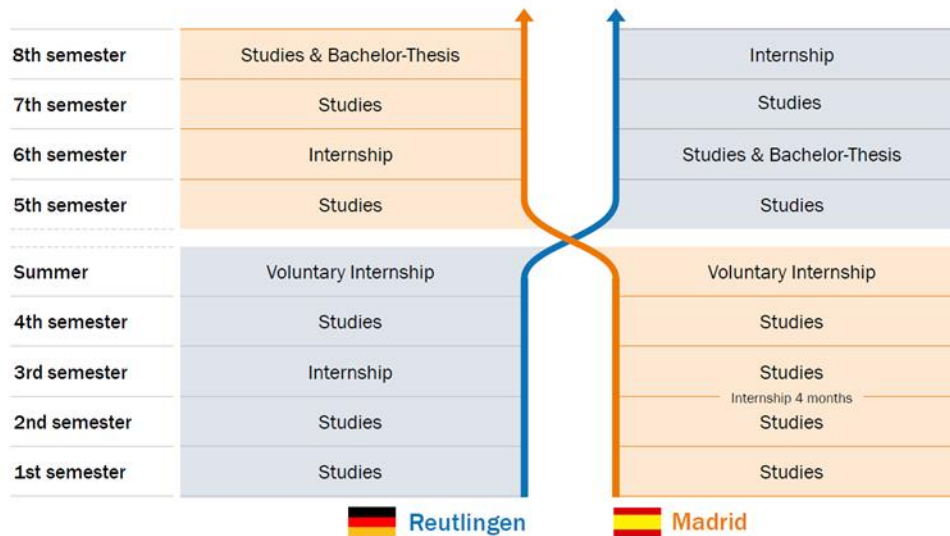 8th semester Studies & Bachelor-Thesis Internship
7th semester Studies Studies
6th semester Internship Studies & Bachelor-Thesis
5th semester Studies Studies
Summer Voluntary Internship Voluntary Internship
4th semester Studies Studies
3rd semester Internship Studies
Internship 4 months
2nd semester Studies Studies
1st semester Studies Studies
Reutlingen Madrid